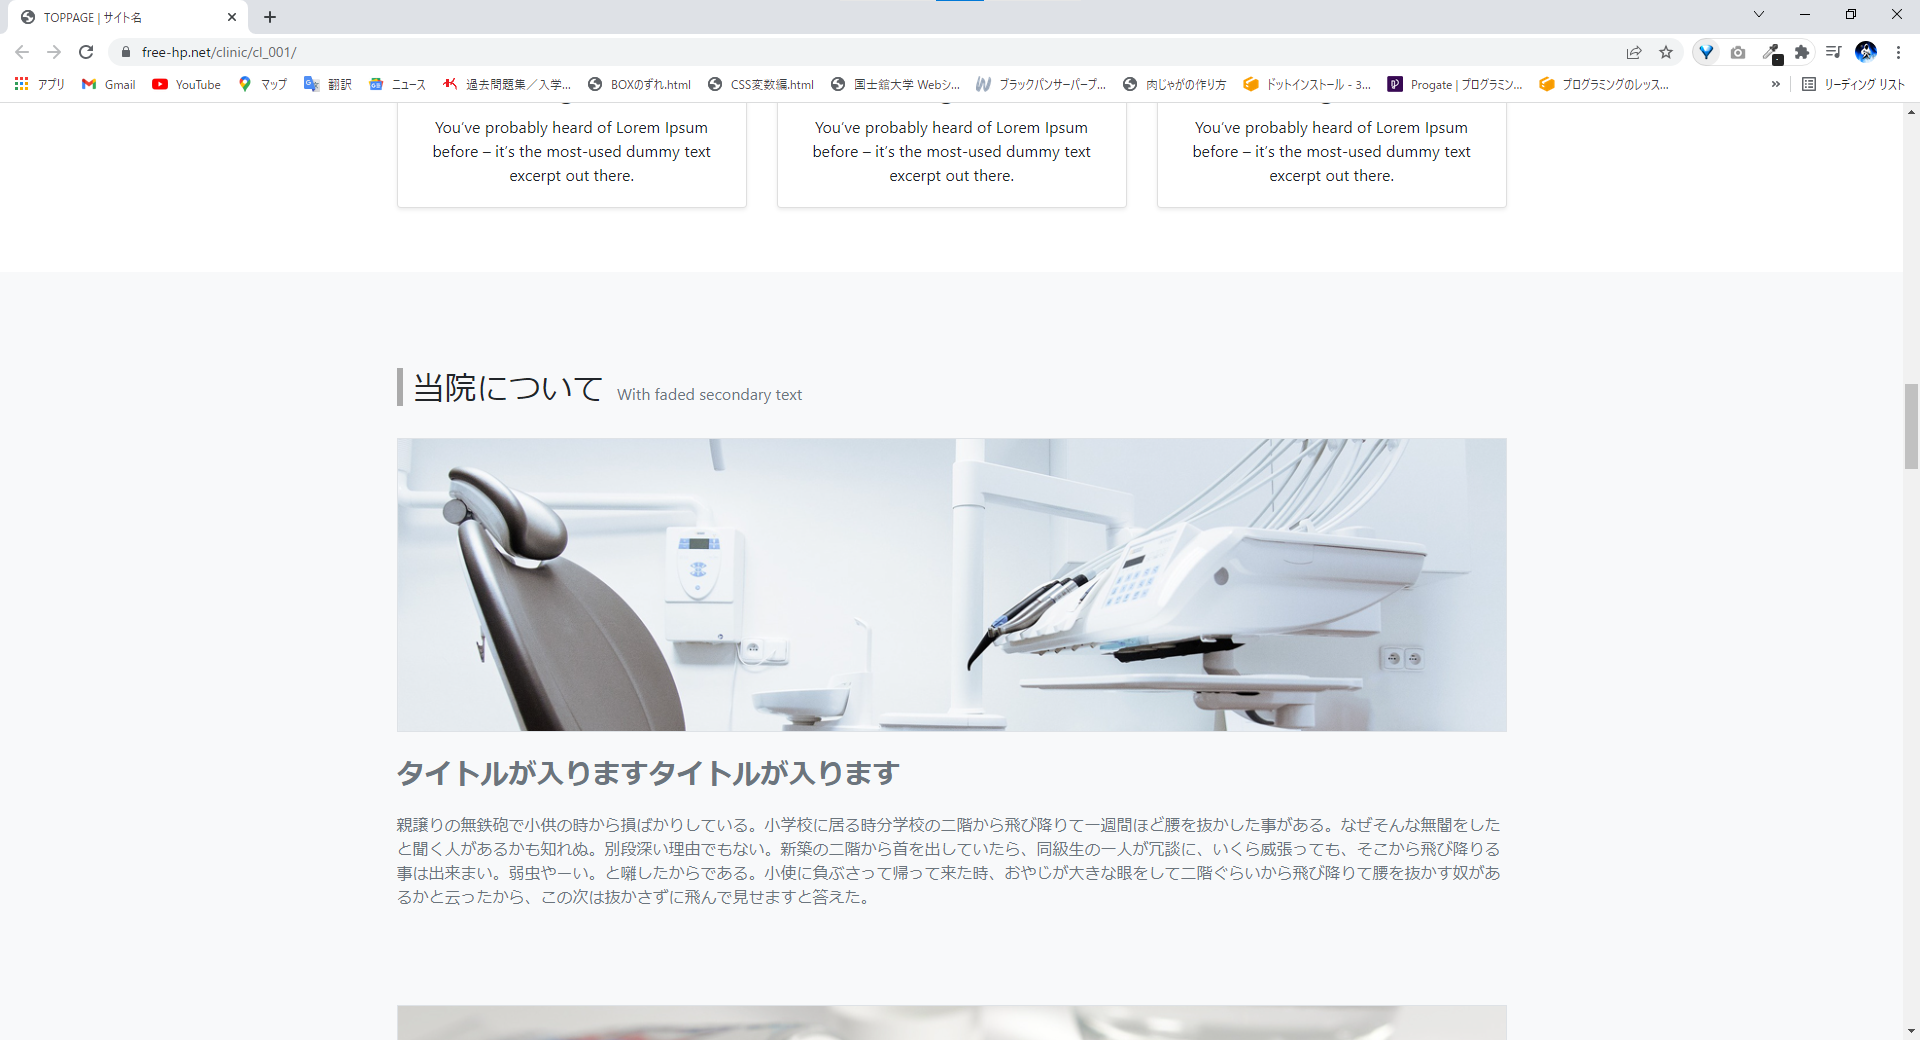 TOPPAGE | サイト名
free-hp.net/clinic/cl_001/
アプリ Gmail YouTube マップ 翻訳 ニュース 過去問題集／入学... BOXのずれ.html CSS変数編.html 国士舘大学 Webシ... ブラックパンサーパープ... 肉じゃがの作り方 ドットインストール - 3... Progate | プログラミン... プログラミングのレッス... » リーディング リスト
You've probably heard of Lorem Ipsum
before – it's the most-used dummy text
excerpt out there.
You've probably heard of Lorem Ipsum
before – it's the most-used dummy text
excerpt out there.
You've probably heard of Lorem Ipsum
before – it's the most-used dummy text
excerpt out there.
当院について With faded secondary text
タイトルが入りますタイトルが入ります
親譲りの無鉄砲で小供の時から損ばかりしている。小学校に居る時分学校の二階から飛び降りて一週間ほど腰を抜かした事がある。なぜそんな無闇をした
と聞く人があるかも知れぬ。別段深い理由でもない。新築の二階から首を出していたら、同級生の一人が冗談に、いくら威張っても、そこから飛び降りる
事は出来まい。弱虫やーい。と囃したからである。小使に負ぶさって帰って来た時、おやじが大きな眼をして二階ぐらいから飛び降りて腰を抜かす奴があ
るかと云ったから、この次は抜かさずに飛んで見せますと答えた。